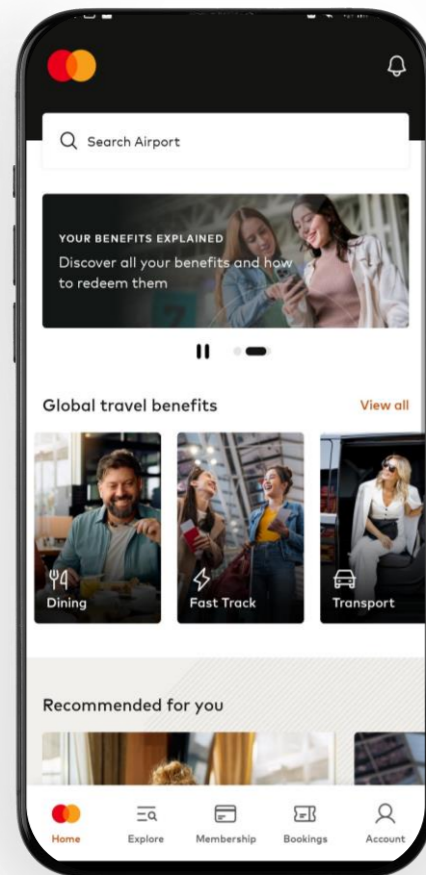 Search Airport
YOUR BENEFITS EXPLAINED
Discover all your benefits and how
to redeem them
Global travel benefits
View all
Dining
Fast Track
Transport
Recommended for you
Home
Explore
Membership
Bookings
Account